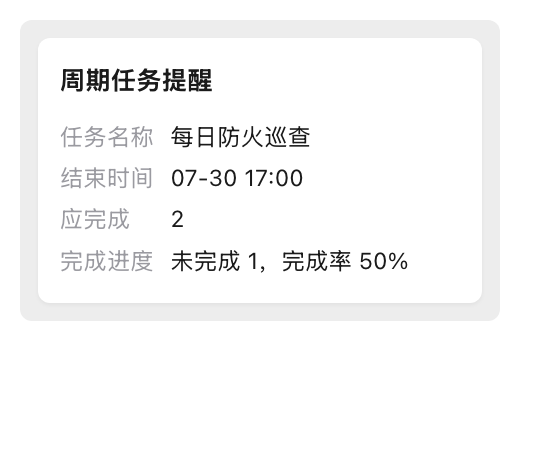 周期任务提醒
任务名称 每日防火巡查
结束时间 07-30 17:00
应完成 2
完成进度 未完成 1，完成率 50%